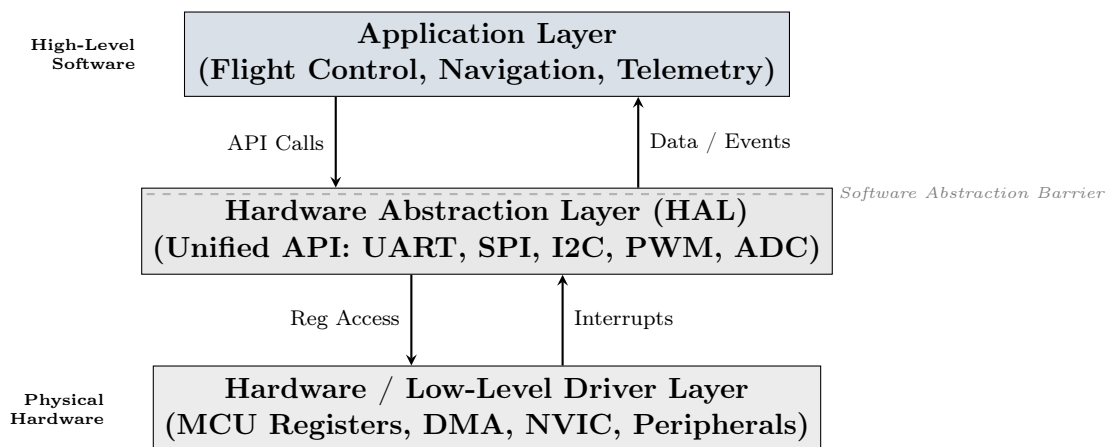 High-Level
Software
Application Layer
(Flight Control, Navigation, Telemetry)
API Calls
Data / Events
Software Abstraction Barrier
Hardware Abstraction Layer (HAL)
(Unified API: UART, SPI, I2C, PWM, ADC)
Reg Access
Interrupts
Physical
Hardware
Hardware / Low-Level Driver Layer
(MCU Registers, DMA, NVIC, Peripherals)